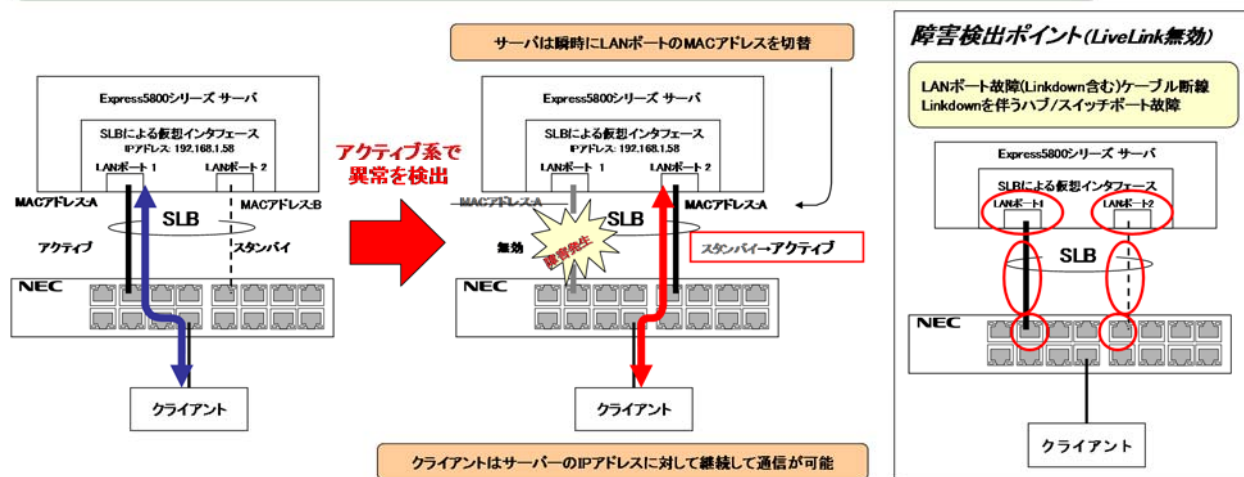 サーバは瞬時にLANポートのMACアドレスを切替
Express5800シリーズ サーバ
SLBによる仮想インタフェース
IPアドレス: 192.168.1.58
LANポート 1
LANポート 2
MACアドレス:A
MACアドレス:B
SLB
アクティブ
スタンバイ
NEC
クライアント
アクティブ系で
異常を検出
Express5800シリーズ サーバ
SLBによる仮想インタフェース
IPアドレス: 192.168.1.58
LANポート 1
LANポート 2
MACアドレス:A
MACアドレス:A
SLB
無効
障害発生
スタンバイ→アクティブ
NEC
クライアント
クライアントはサーバーのIPアドレスに対して継続して通信が可能
障害検出ポイント(LiveLink無効)
LANポート故障(Linkdown含む)ケーブル断線
Linkdownを伴うハブ/スイッチポート故障
Express5800シリーズ サーバ
SLBによる仮想インタフェース
LANポート1
LANポート2
SLB
NEC
クライアント